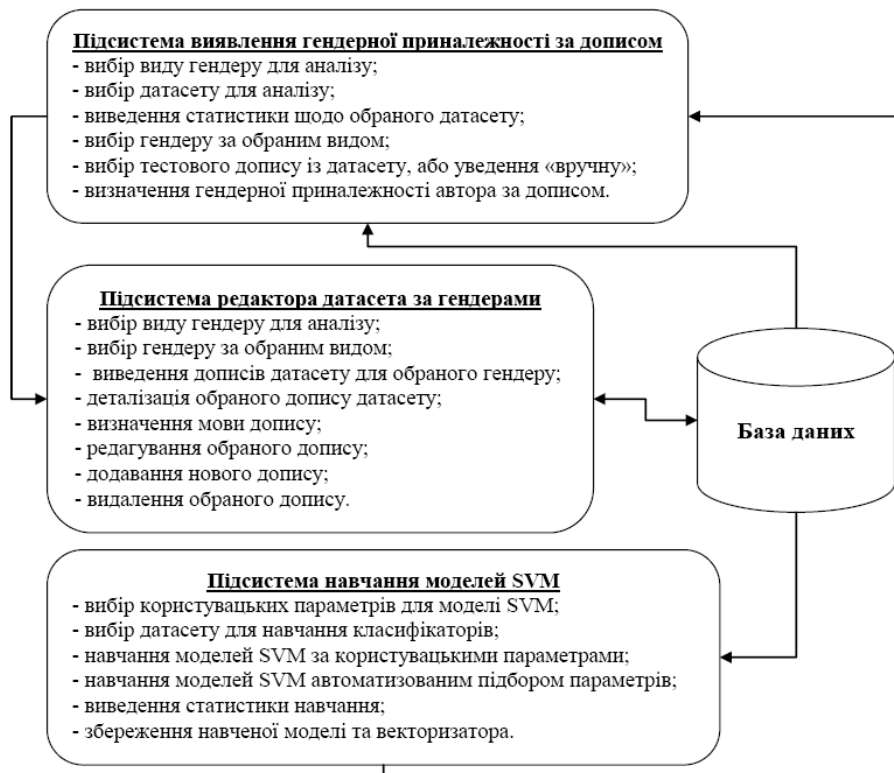 Підсистема виявлення гендерної приналежності за дописом
- вибір виду гендеру для аналізу;
- вибір датасету для аналізу;
- виведення статистики щодо обраного датасету;
- вибір гендеру за обраним видом;
- вибір тестового допису із датасету, або уведення «вручну»;
- визначення гендерної приналежності автора за дописом.
Підсистема редактора датасета за гендерами
- вибір виду гендеру для аналізу;
- вибір гендеру за обраним видом;
- виведення дописів датасету для обраного гендеру;
- деталізація обраного допису датасету;
- визначення мови допису;
- редагування обраного допису;
- додавання нового допису;
- видалення обраного допису.
База даних
Підсистема навчання моделей SVM
- вибір користувацьких параметрів для моделі SVM;
- вибір датасету для навчання класифікаторів;
- навчання моделей SVM за користувацькими параметрами;
- навчання моделей SVM автоматизованим підбором параметрів;
- виведення статистики навчання;
- збереження навченої моделі та векторизатора.